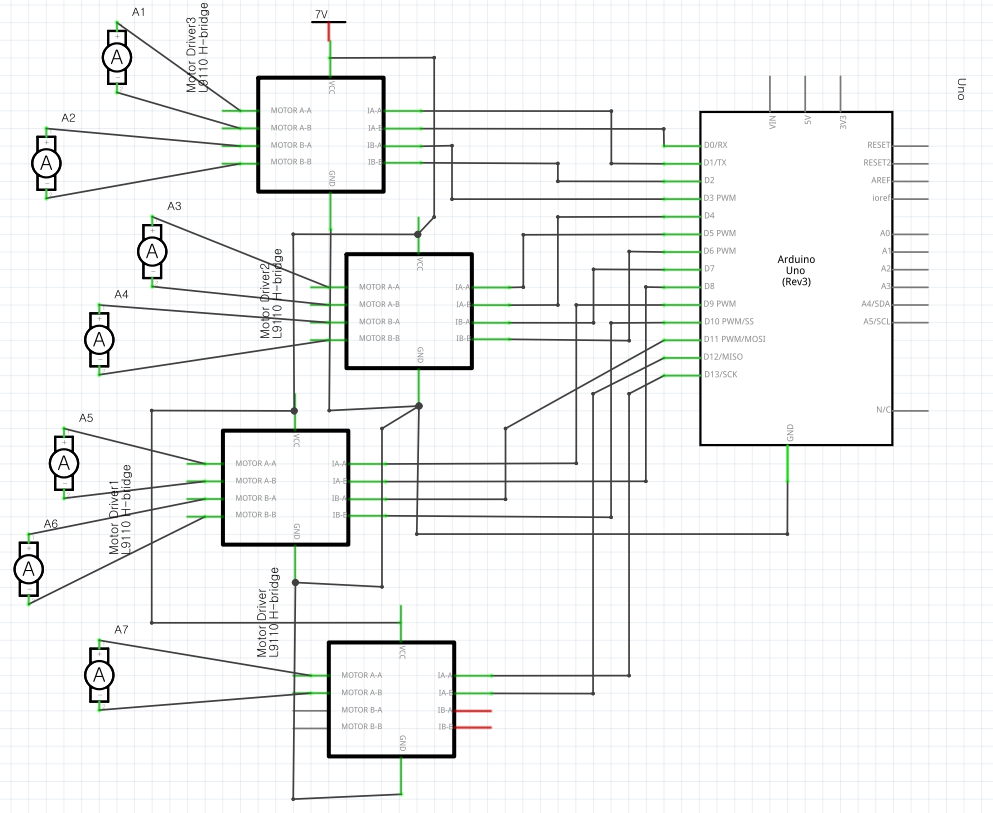 7V
A1
Motor Driver3
L9110 H-bridge
A
VCC
MOTOR A-A
MOTOR A-B
MOTOR B-A
MOTOR B-B
IA-A
IA-B
IB-A
IB-B
GND
A2
A
A3
A
Motor Driver2
L9110 H-bridge
VCC
MOTOR A-A
MOTOR A-B
MOTOR B-A
MOTOR B-B
IA-A
IA-B
IB-A
IB-B
GND
A4
A
A5
A
Motor Driver1
L9110 H-bridge
VCC
MOTOR A-A
MOTOR A-B
MOTOR B-A
MOTOR B-B
IA-A
IA-B
IB-A
IB-B
GND
A6
A
Motor Driver
L9110 H-bridge
A7
A
VCC
MOTOR A-A
MOTOR A-B
MOTOR B-A
MOTOR B-B
IA-A
IA-B
IB-A
IB-B
GND
Uno
VIN
5V
3V3
D0/RX
D1/TX
D2
D3 PWM
D4
D5 PWM
D6 PWM
D7
D8
D9 PWM
D10 PWM/SS
D11 PWM/MOSI
D12/MISO
D13/SCK
Arduino
Uno
(Rev3)
RESET
RESET2
AREF
ioref
A0
A1
A2
A3
A4/SDA
A5/SCL
N/C
GND